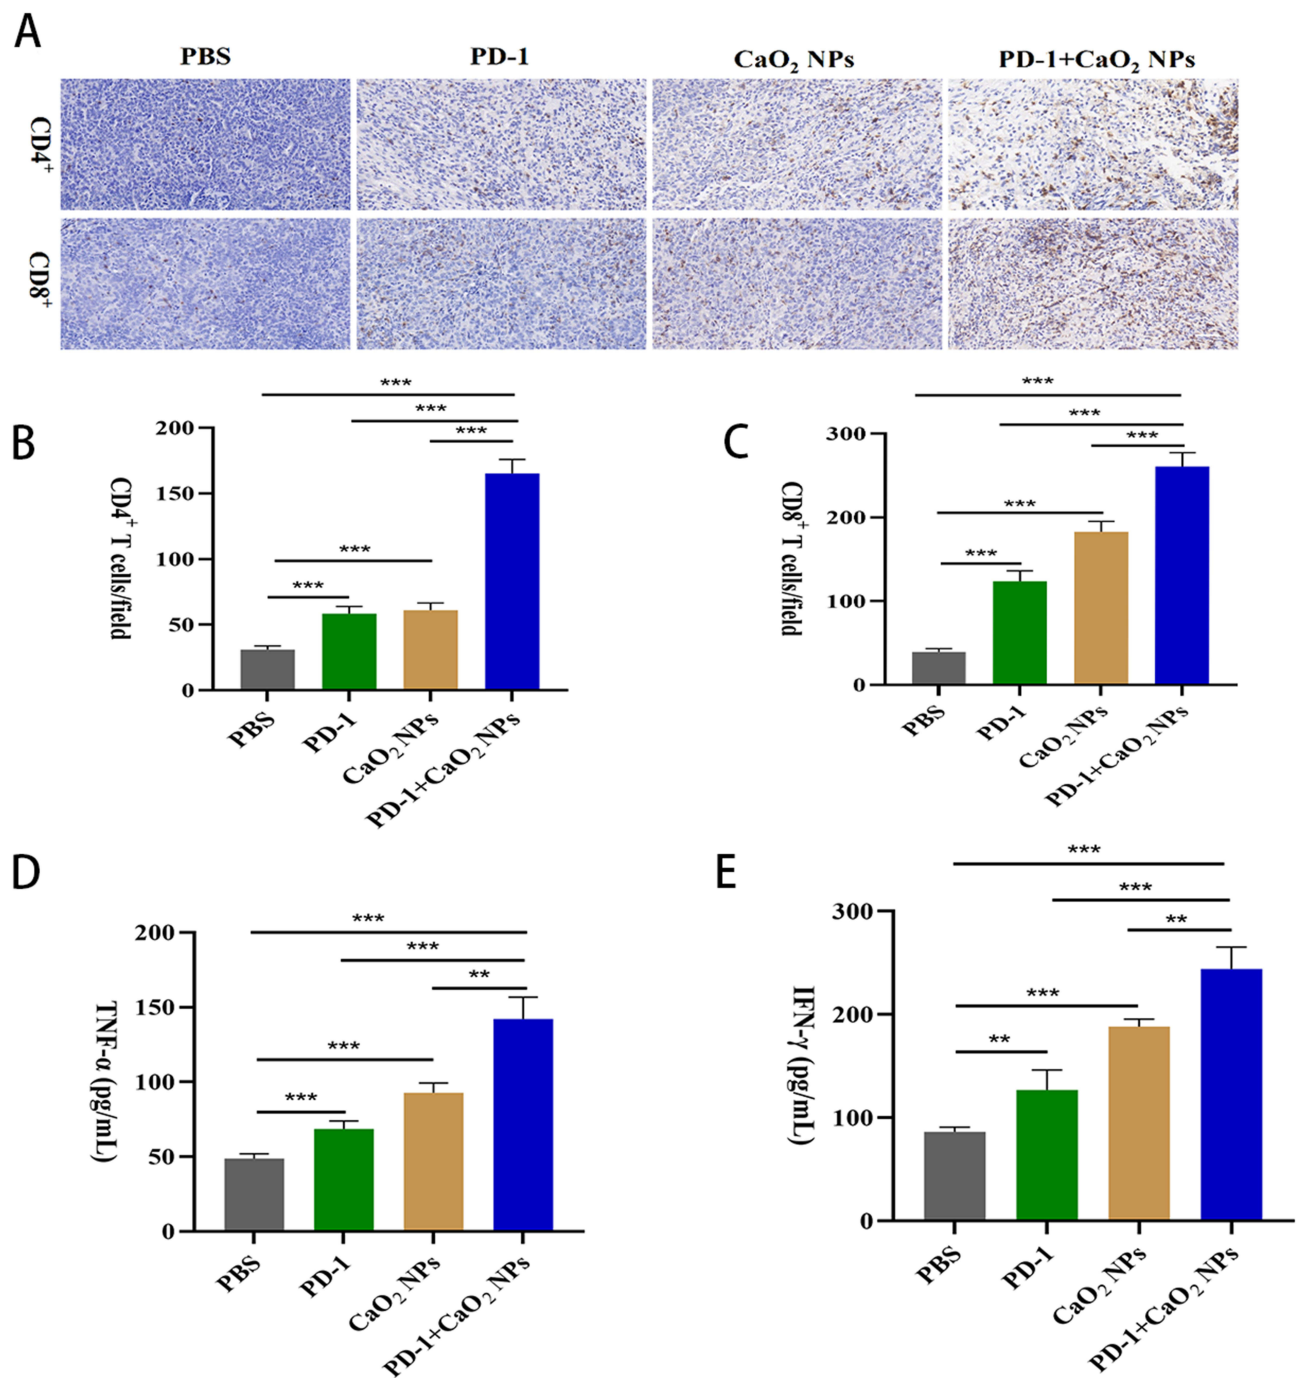 A
PBS PD-1 CaO₂ NPs PD-1+CaO₂ NPs
CD4⁺
CD8⁺
B
***
***
***
***
***
CD4⁺ T cells/field
200
150
100
50
0
PBS
PD-1
CaO₂ NPs
PD-1+CaO₂ NPs
C
***
***
***
***
***
CD8⁺ T cells/field
300
200
100
0
PBS
PD-1
CaO₂ NPs
PD-1+CaO₂ NPs
D
***
***
**
***
***
TNF-α (pg/mL)
200
150
100
50
0
PBS
PD-1
CaO₂ NPs
PD-1+CaO₂ NPs
E
***
***
**
***
**
IFN-γ (pg/mL)
300
200
100
0
PBS
PD-1
CaO₂ NPs
PD-1+CaO₂ NPs